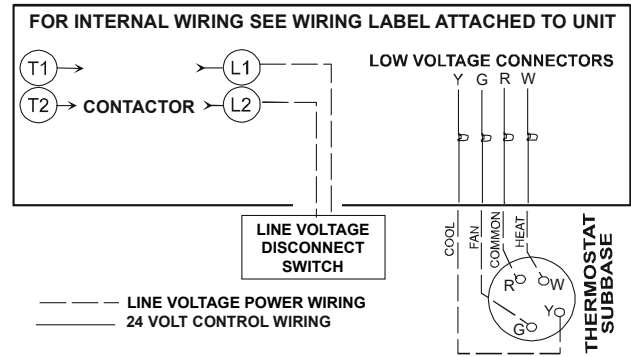 FOR INTERNAL WIRING SEE WIRING LABEL ATTACHED TO UNIT
T1
L1
LOW VOLTAGE CONNECTORS
Y G R W
T2
CONTACTOR
L2
LINE VOLTAGE
DISCONNECT
SWITCH
COOL
FAN
COMMON
HEAT
THERMOSTAT
SUBBASE
R
W
Y
G
LINE VOLTAGE POWER WIRING
24 VOLT CONTROL WIRING